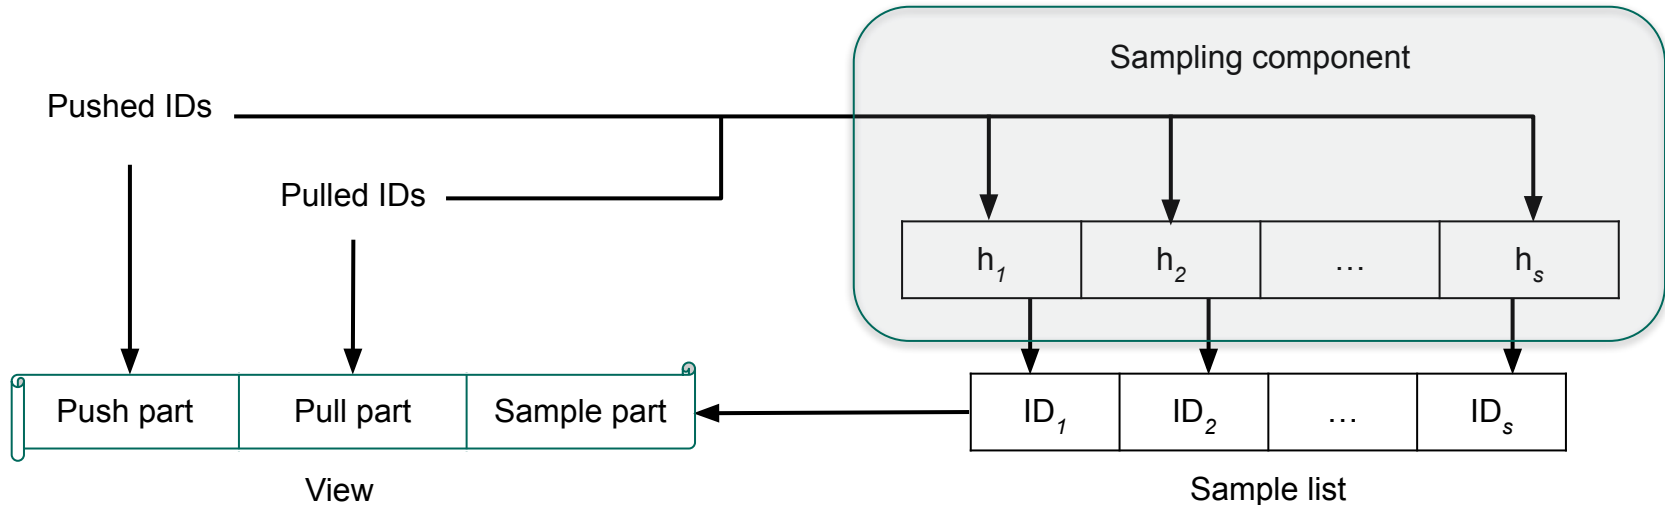 Sampling component
Pushed IDs
Pulled IDs
h1 h2 … hs
Push part Pull part Sample part
ID1 ID2 … IDs
View
Sample list